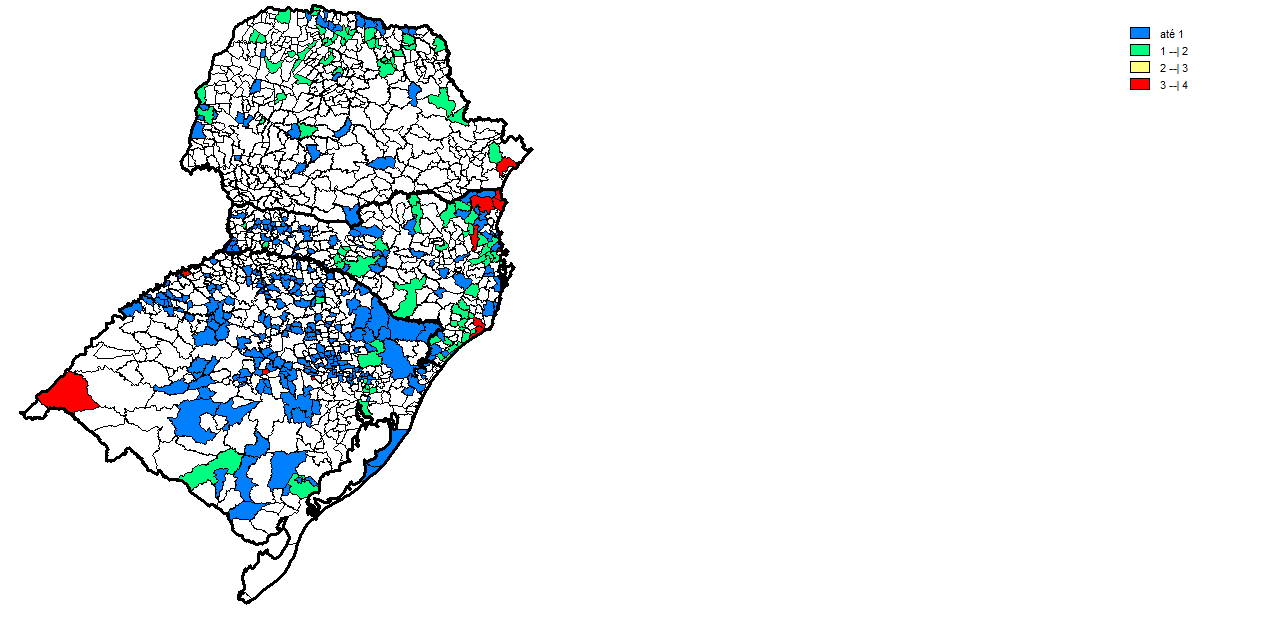 até 1
1 --| 2
2 --| 3
3 --| 4